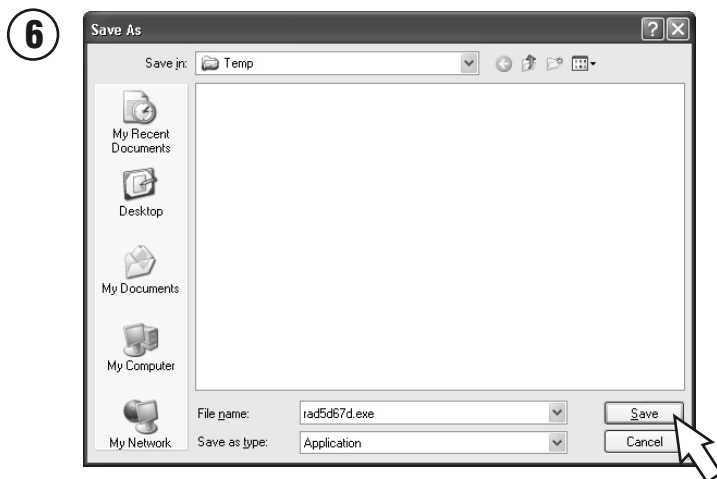 6
Save As
Save in: Temp
My Recent
Documents
Desktop
My Documents
My Computer
My Network
File name: rad5d67d.exe Save
Save as type: Application Cancel